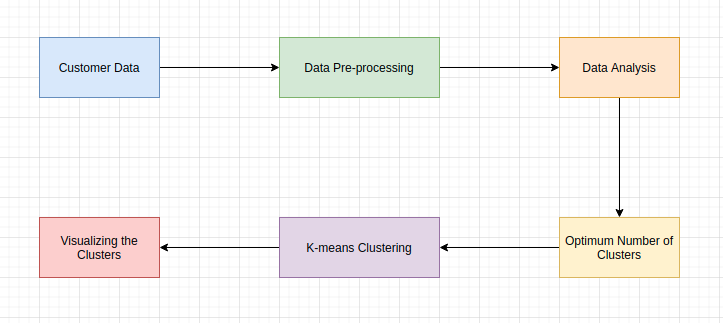 Customer Data
Data Pre-processing
Data Analysis
Optimum Number of
Clusters
K-means Clustering
Visualizing the
Clusters